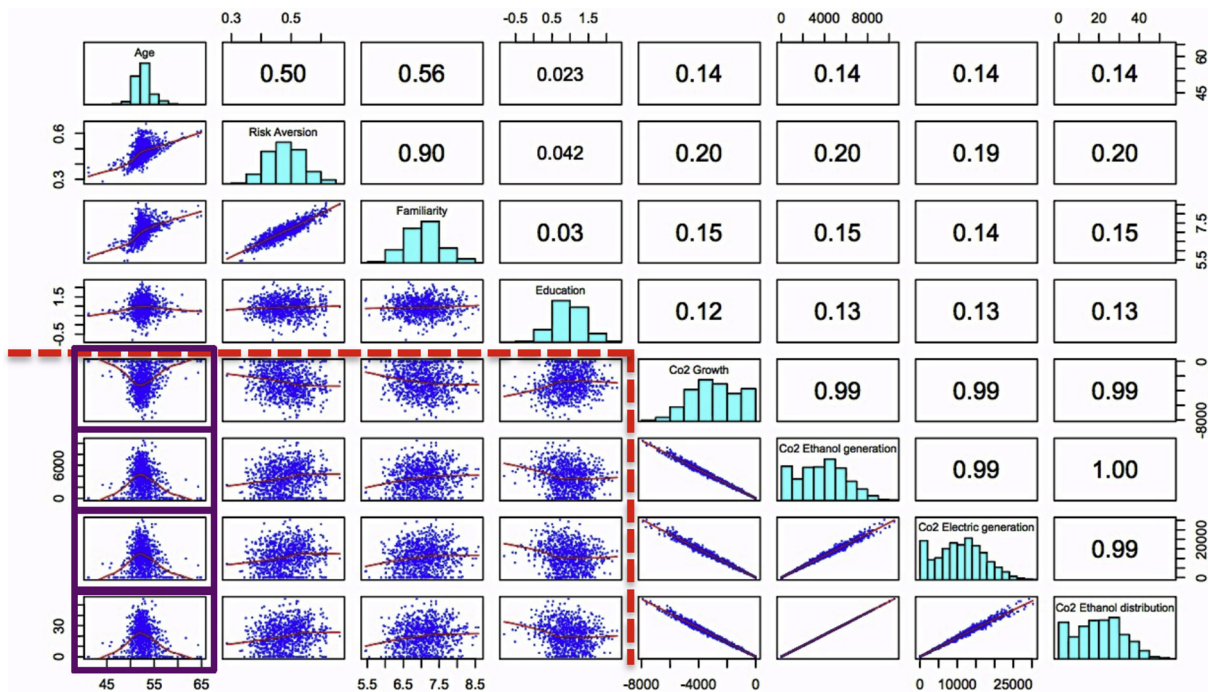 0.3 0.5 -0.5 0.5 1.5 0 4000 8000 0 20 40
Age 0.50 0.56 0.023 0.14 0.14 0.14 0.14 45 60
0.3 0.6 Risk Aversion 0.90 0.042 0.20 0.20 0.19 0.20
Familiarity 0.03 0.15 0.15 0.14 0.15 5.5 7.5
-0.5 1.5 Education 0.12 0.13 0.13 0.13
Co2 Growth 0.99 0.99 0.99 -8000 0
0 6000 Co2 Ethanol generation 0.99 1.00
Co2 Electric generation 0.99 0 20000
0 30 Co2 Ethanol distribution
45 55 65 5.5 6.5 7.5 8.5 -8000 -4000 0 0 10000 25000